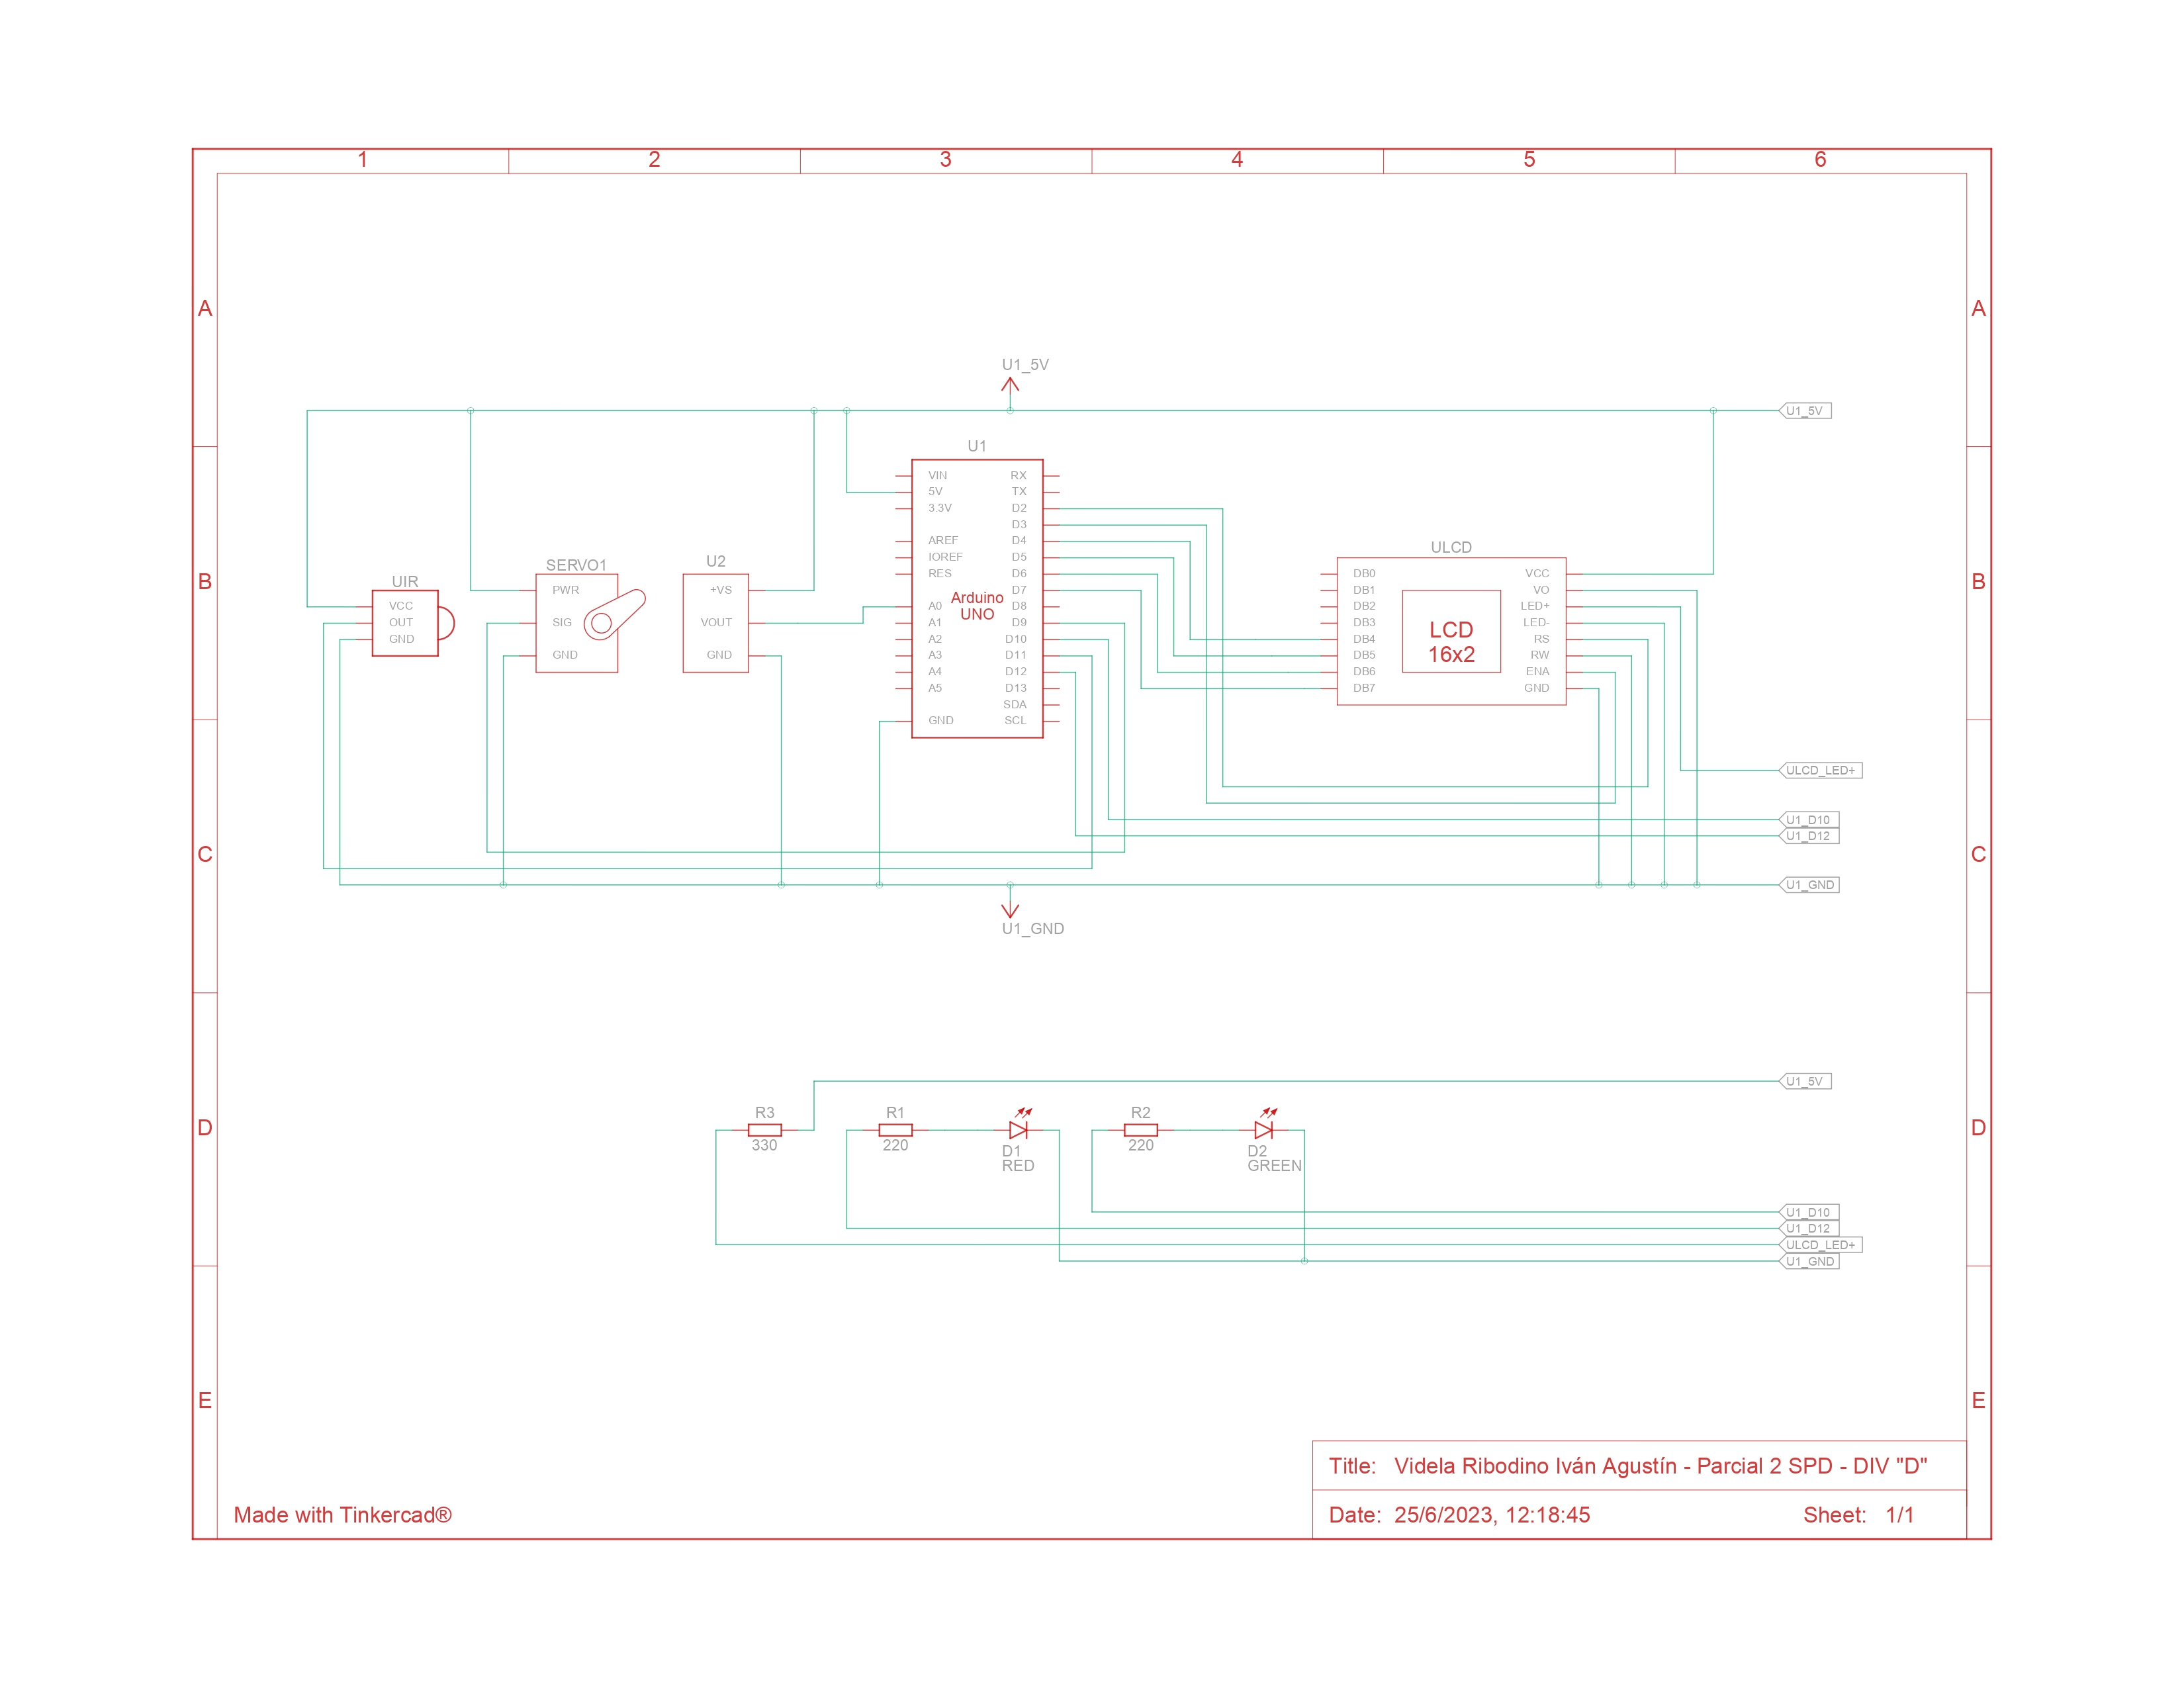 1 2 3 4 5 6
A A
U1_5V
U1_5V
U1
VIN RX
5V TX
3.3V D2
D3
AREF D4
IOREF D5
RES D6
D7
A0 D8
A1 D9
A2 D10
A3 D11
A4 D12
A5 D13
SDA
GND SCL
Arduino
UNO
B B
UIR
VCC
OUT
GND
SERVO1
PWR
SIG
GND
U2
+VS
VOUT
GND
ULCD
DB0 VCC
DB1 VO
DB2 LED+
DB3 LED-
DB4 RS
DB5 RW
DB6 ENA
DB7 GND
LCD
16x2
ULCD_LED+
U1_D10
U1_D12
C C
U1_GND
U1_GND
U1_5V
D D
R3
330
R1
220
D1
RED
R2
220
D2
GREEN
U1_D10
U1_D12
ULCD_LED+
U1_GND
E E
Title: Videla Ribodino Iván Agustín - Parcial 2 SPD - DIV "D"
Made with Tinkercad®
Date: 25/6/2023, 12:18:45 Sheet: 1/1